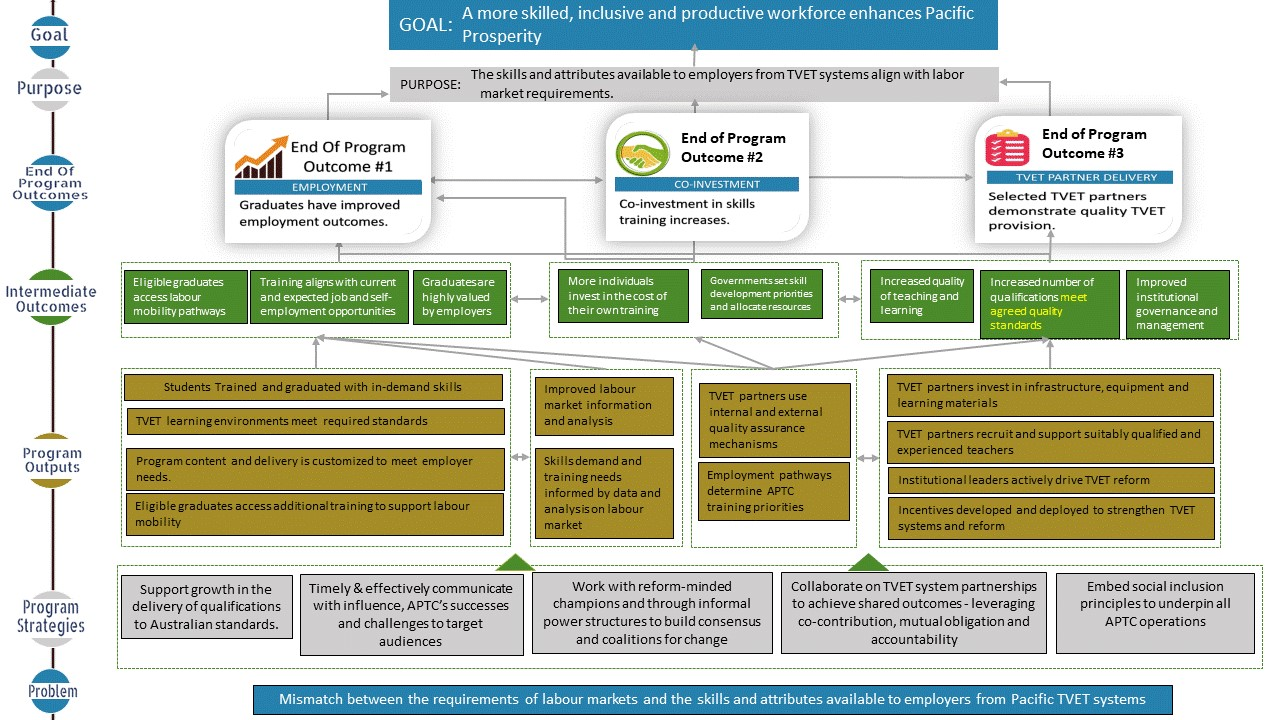 Goal
GOAL: A more skilled, inclusive and productive workforce enhances Pacific
Prosperity
Purpose
PURPOSE: The skills and attributes available to employers from TVET systems align with labor
market requirements.
End Of
Program
Outcomes
End Of Program
Outcome #1
EMPLOYMENT
Graduates have improved
employment outcomes.
End of Program
Outcome #2
CO-INVESTMENT
Co-investment in skills
training increases.
End of Program
Outcome #3
TVET PARTNER DELIVERY
Selected TVET partners
demonstrate quality TVET
provision.
Intermediate
Outcomes
Eligible graduates
access labour
mobility pathways
Training aligns with current
and expected job and self-
employment opportunities
Graduates are
highly valued
by employers
More individuals
invest in the cost of
their own training
Governments set skill
development priorities
and allocate resources
Increased quality
of teaching and
learning
Increased number of
qualifications meet
agreed quality
standards
Improved
institutional
governance and
management
Program
Outputs
Students Trained and graduated with in-demand skills
TVET learning environments meet required standards
Program content and delivery is customized to meet employer
needs.
Eligible graduates access additional training to support labour
mobility
Improved labour
market information
and analysis
Skills demand and
training needs
informed by data and
analysis on labour
market
TVET partners use
internal and external
quality assurance
mechanisms
Employment pathways
determine APTC
training priorities
TVET partners invest in infrastructure, equipment and
learning materials
TVET partners recruit and support suitably qualified and
experienced teachers
Institutional leaders actively drive TVET reform
Incentives developed and deployed to strengthen TVET
systems and reform
Program
Strategies
Support growth in the
delivery of qualifications
to Australian standards.
Timely & effectively communicate
with influence, APTC's successes
and challenges to target
audiences
Work with reform-minded
champions and through informal
power structures to build consensus
and coalitions for change
Collaborate on TVET system partnerships
to achieve shared outcomes - leveraging
co-contribution, mutual obligation and
accountability
Embed social inclusion
principles to underpin all
APTC operations
Problem
Mismatch between the requirements of labour markets and the skills and attributes available to employers from Pacific TVET systems